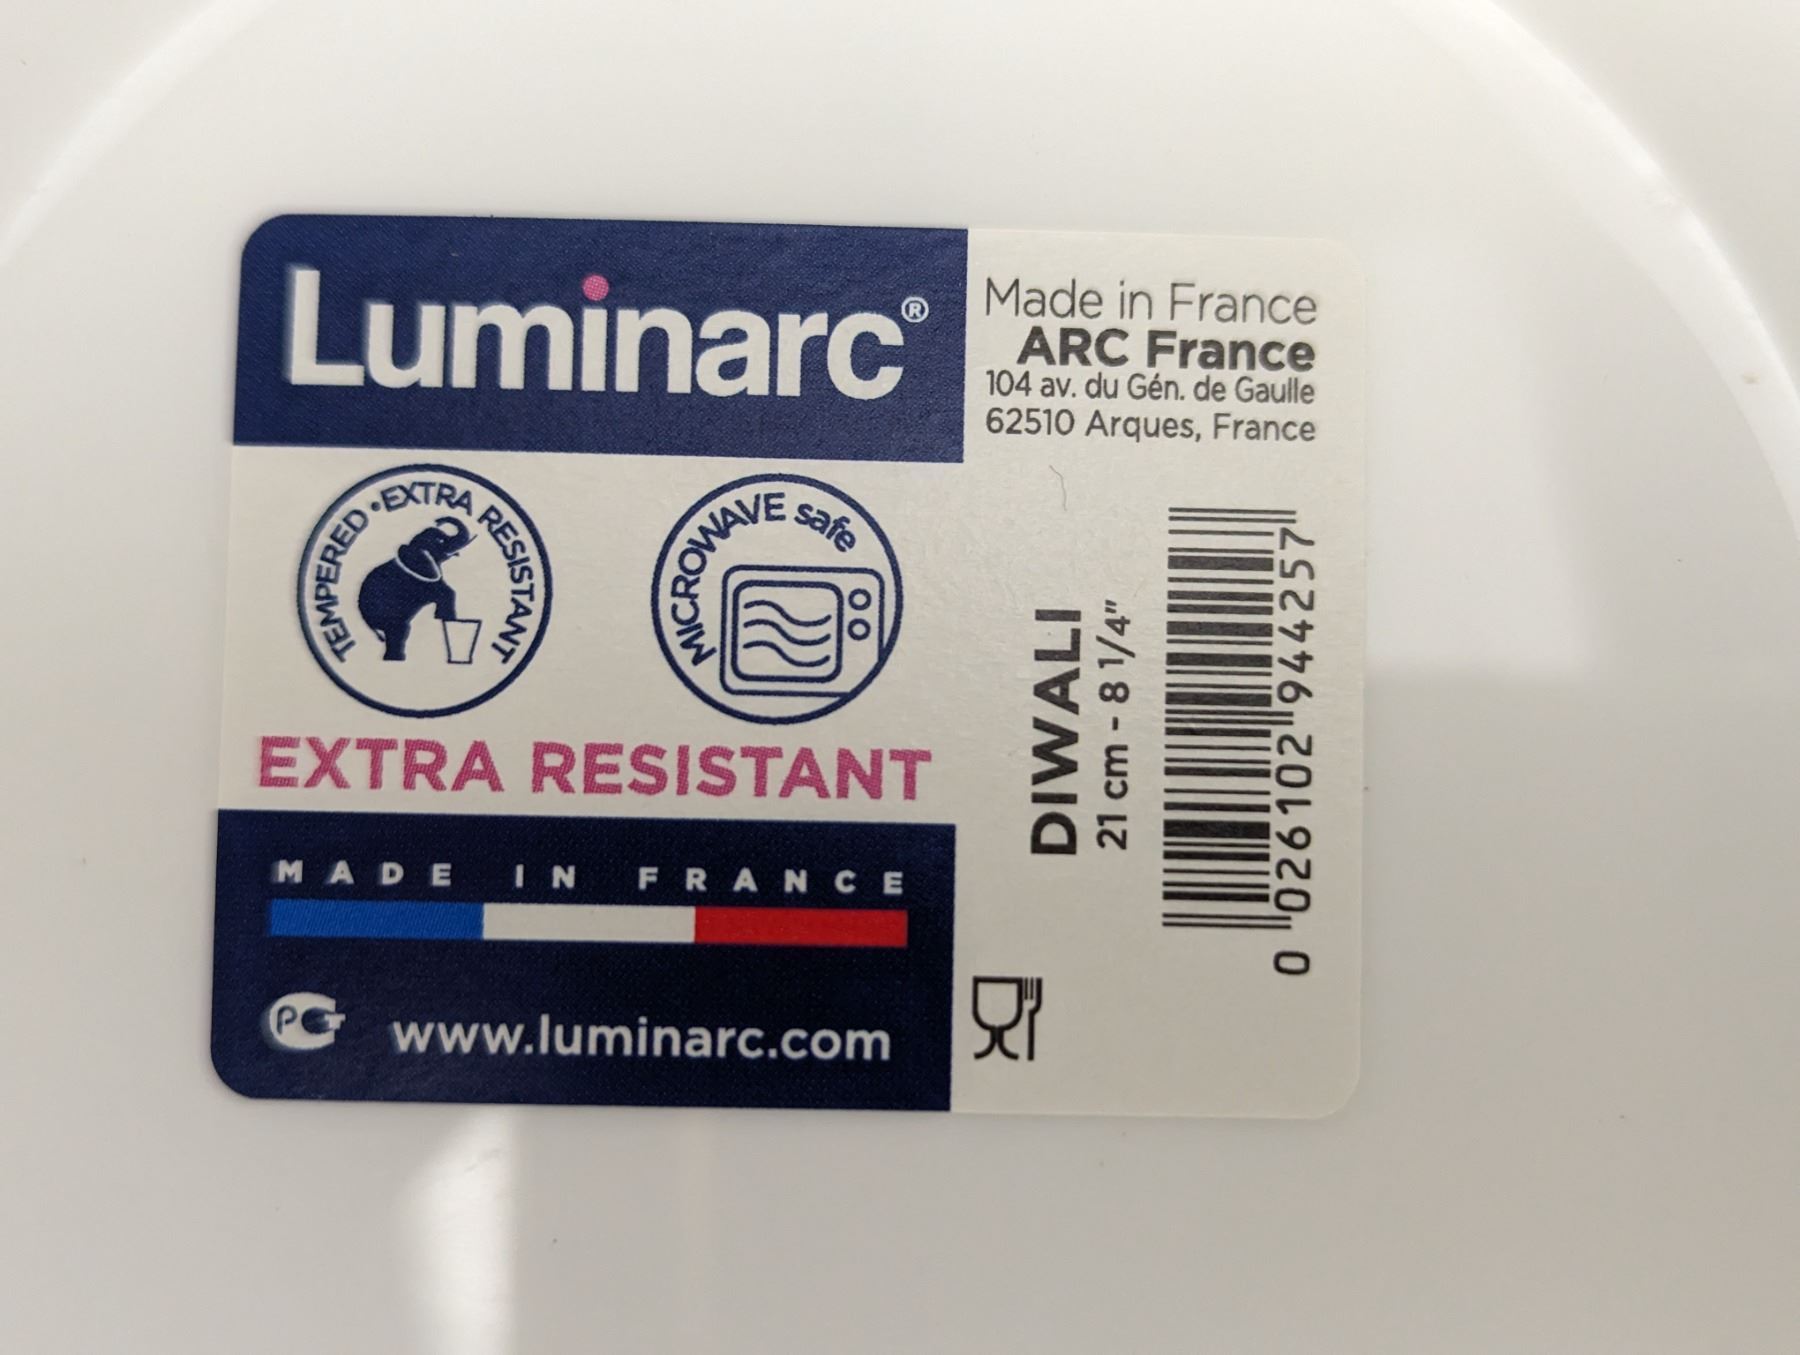 Luminarc®
TEMPERED • EXTRA RESISTANT
MICROWAVE safe
EXTRA RESISTANT
MADE IN FRANCE
PCT
www.luminarc.com
Made in France
ARC France
104 av. du Gén. de Gaulle
62510 Arques, France
DIWALI
21 cm - 8 1/4"
0 026102 944257